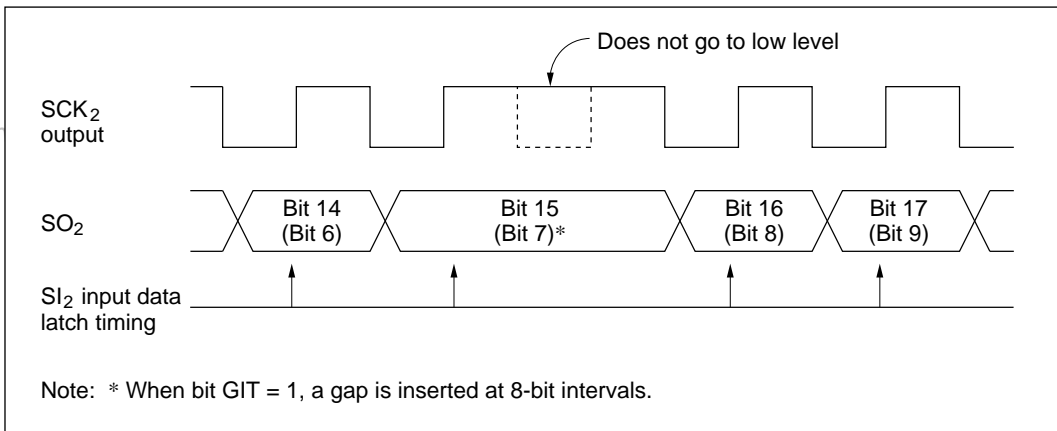 Does not go to low level
SCK2
output
SO2
Bit 14
(Bit 6)
Bit 15
(Bit 7)*
Bit 16
(Bit 8)
Bit 17
(Bit 9)
SI2 input data
latch timing
Note: * When bit GIT = 1, a gap is inserted at 8-bit intervals.